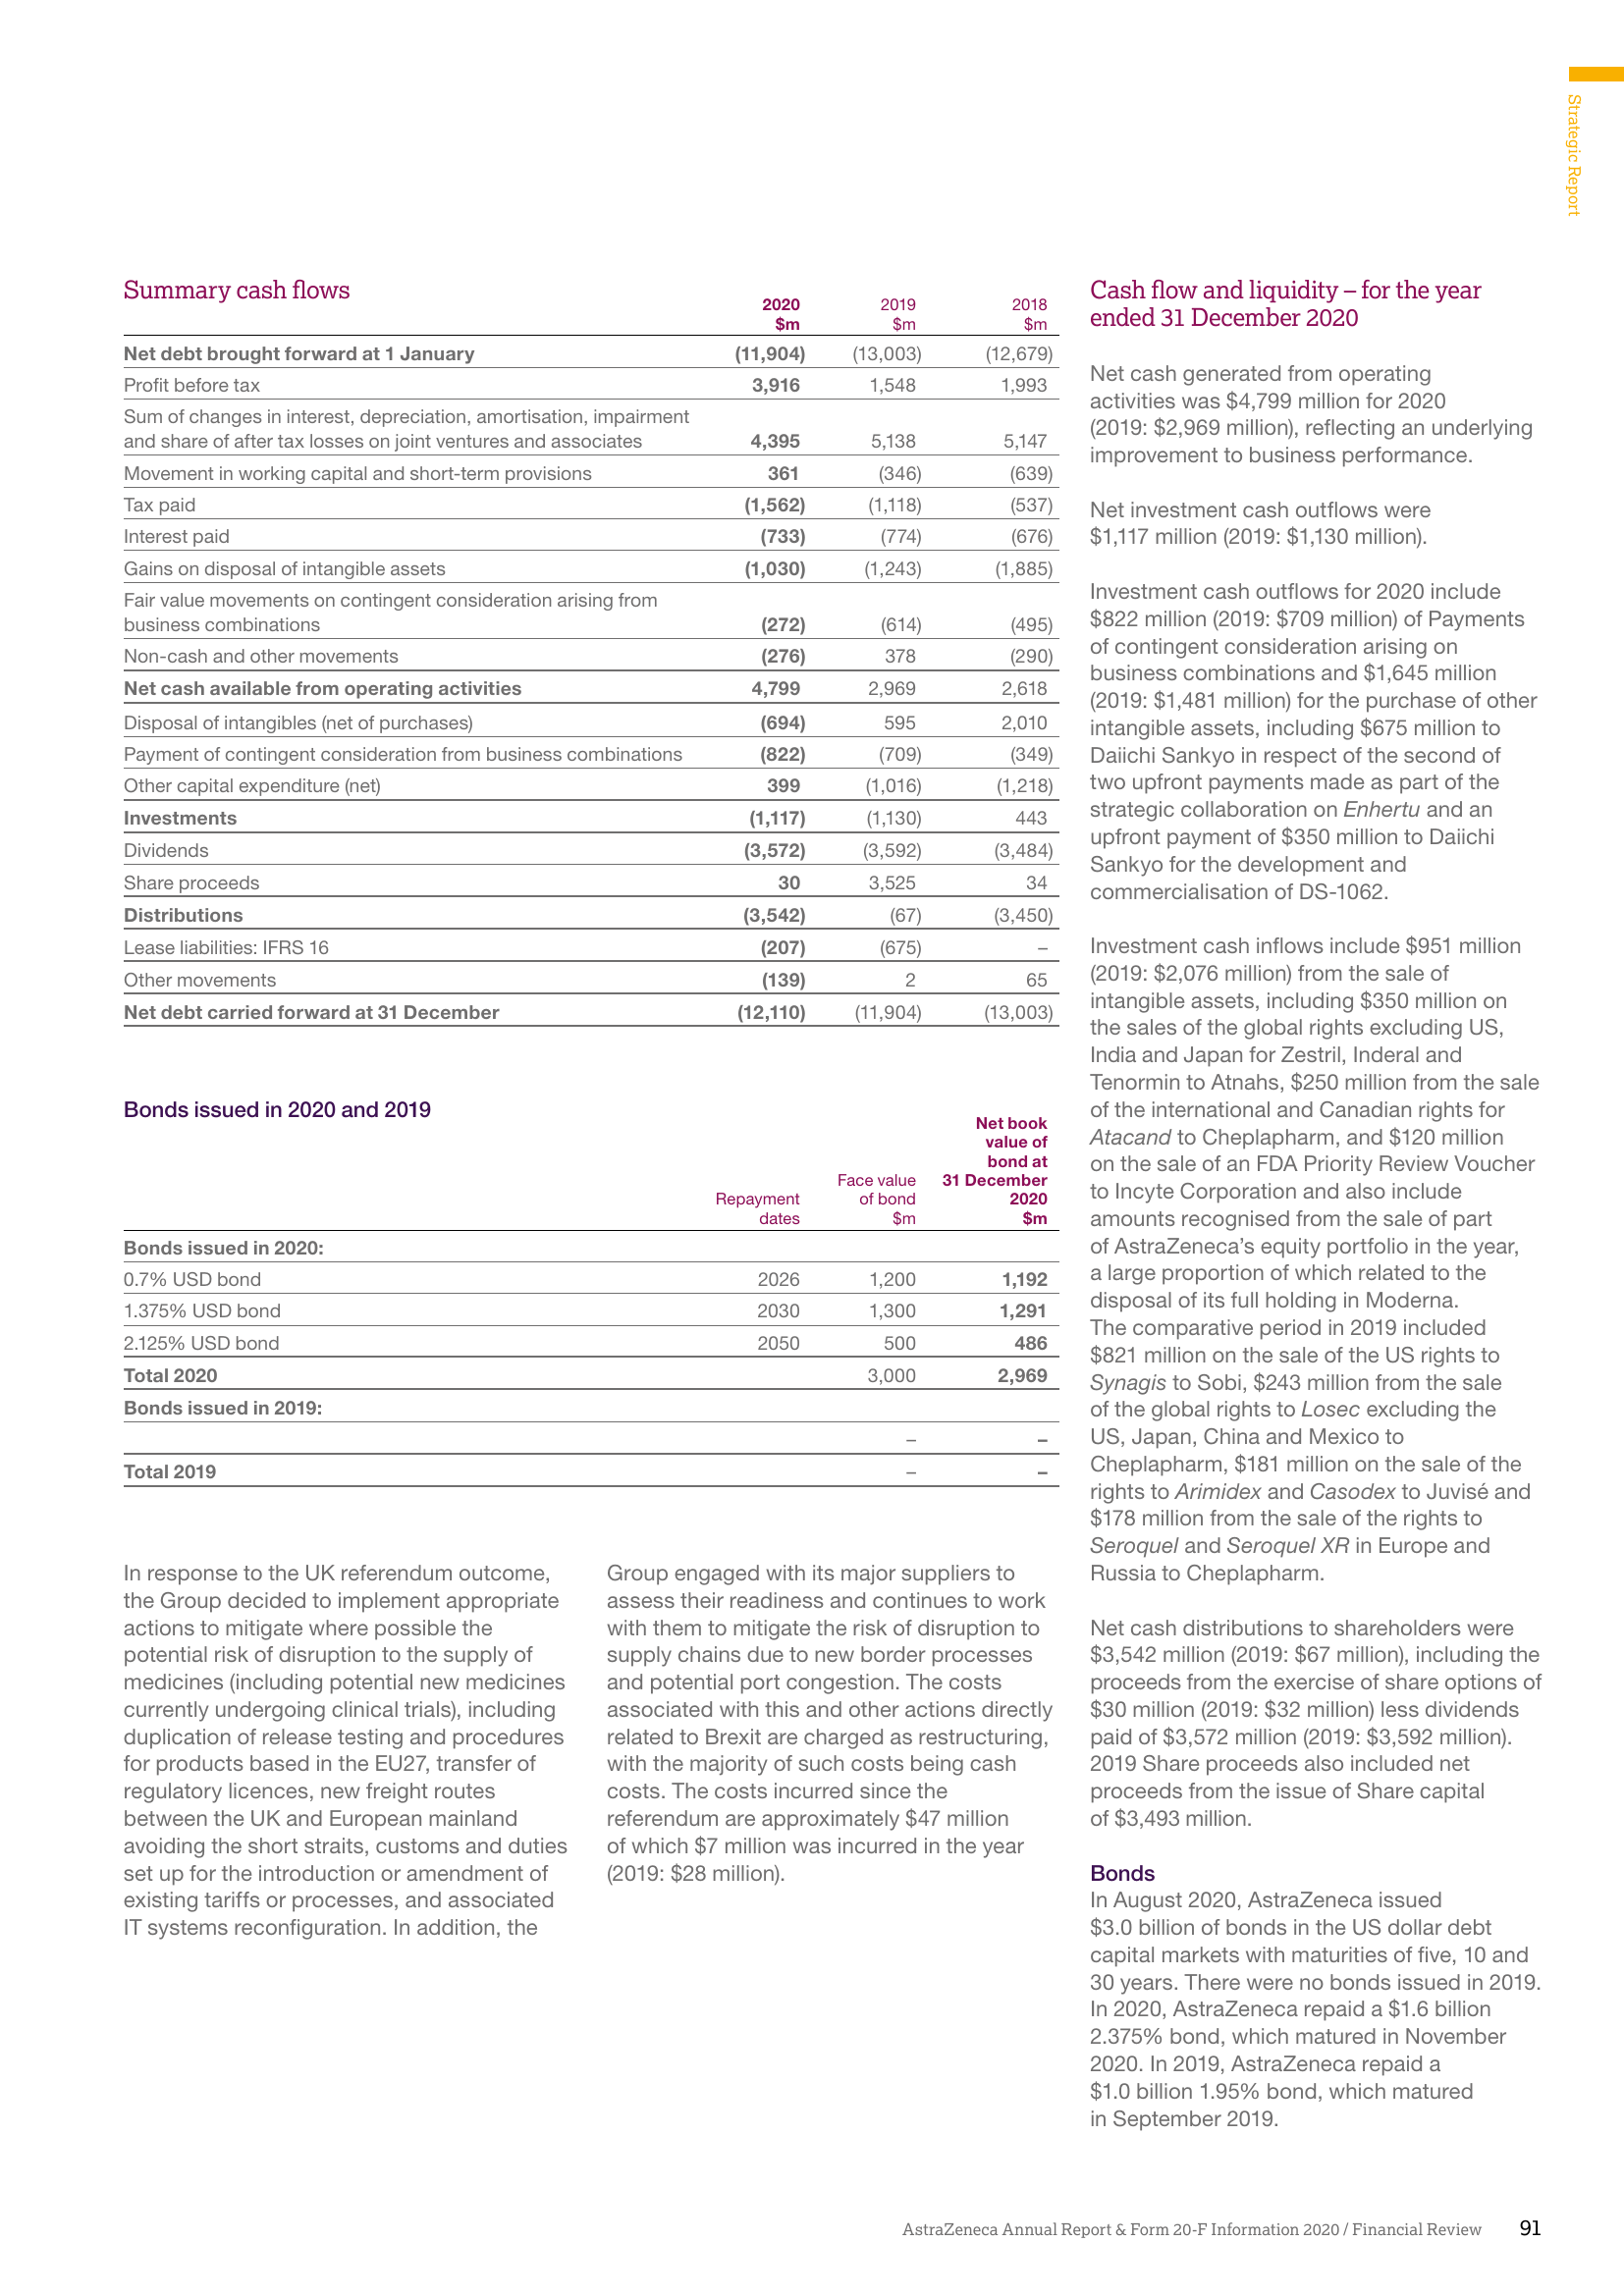 Strategic Report
Summary cash flows
2020 2019 2018
$m $m $m
Net debt brought forward at 1 January (11,904) (13,003) (12,679)
Profit before tax 3,916 1,548 1,993
Sum of changes in interest, depreciation, amortisation, impairment
and share of after tax losses on joint ventures and associates 4,395 5,138 5,147
Movement in working capital and short-term provisions 361 (346) (639)
Tax paid (1,562) (1,118) (537)
Interest paid (733) (774) (676)
Gains on disposal of intangible assets (1,030) (1,243) (1,885)
Fair value movements on contingent consideration arising from
business combinations (272) (614) (495)
Non-cash and other movements (276) 378 (290)
Net cash available from operating activities 4,799 2,969 2,618
Disposal of intangibles (net of purchases) (694) 595 2,010
Payment of contingent consideration from business combinations (822) (709) (349)
Other capital expenditure (net) 399 (1,016) (1,218)
Investments (1,117) (1,130) 443
Dividends (3,572) (3,592) (3,484)
Share proceeds 30 3,525 34
Distributions (3,542) (67) (3,450)
Lease liabilities: IFRS 16 (207) (675) –
Other movements (139) 2 65
Net debt carried forward at 31 December (12,110) (11,904) (13,003)
Bonds issued in 2020 and 2019
Net book
value of
bond at
Face value 31 December
Repayment of bond 2020
dates $m $m
Bonds issued in 2020:
0.7% USD bond 2026 1,200 1,192
1.375% USD bond 2030 1,300 1,291
2.125% USD bond 2050 500 486
Total 2020 3,000 2,969
Bonds issued in 2019:
– –
Total 2019 – –
In response to the UK referendum outcome,
the Group decided to implement appropriate
actions to mitigate where possible the
potential risk of disruption to the supply of
medicines (including potential new medicines
currently undergoing clinical trials), including
duplication of release testing and procedures
for products based in the EU27, transfer of
regulatory licences, new freight routes
between the UK and European mainland
avoiding the short straits, customs and duties
set up for the introduction or amendment of
existing tariffs or processes, and associated
IT systems reconfiguration. In addition, the
Group engaged with its major suppliers to
assess their readiness and continues to work
with them to mitigate the risk of disruption to
supply chains due to new border processes
and potential port congestion. The costs
associated with this and other actions directly
related to Brexit are charged as restructuring,
with the majority of such costs being cash
costs. The costs incurred since the
referendum are approximately $47 million
of which $7 million was incurred in the year
(2019: $28 million).
Cash flow and liquidity – for the year
ended 31 December 2020
Net cash generated from operating
activities was $4,799 million for 2020
(2019: $2,969 million), reflecting an underlying
improvement to business performance.
Net investment cash outflows were
$1,117 million (2019: $1,130 million).
Investment cash outflows for 2020 include
$822 million (2019: $709 million) of Payments
of contingent consideration arising on
business combinations and $1,645 million
(2019: $1,481 million) for the purchase of other
intangible assets, including $675 million to
Daiichi Sankyo in respect of the second of
two upfront payments made as part of the
strategic collaboration on Enhertu and an
upfront payment of $350 million to Daiichi
Sankyo for the development and
commercialisation of DS-1062.
Investment cash inflows include $951 million
(2019: $2,076 million) from the sale of
intangible assets, including $350 million on
the sales of the global rights excluding US,
India and Japan for Zestril, Inderal and
Tenormin to Atnahs, $250 million from the sale
of the international and Canadian rights for
Atacand to Cheplapharm, and $120 million
on the sale of an FDA Priority Review Voucher
to Incyte Corporation and also include
amounts recognised from the sale of part
of AstraZeneca’s equity portfolio in the year,
a large proportion of which related to the
disposal of its full holding in Moderna.
The comparative period in 2019 included
$821 million on the sale of the US rights to
Synagis to Sobi, $243 million from the sale
of the global rights to Losec excluding the
US, Japan, China and Mexico to
Cheplapharm, $181 million on the sale of the
rights to Arimidex and Casodex to Juvisé and
$178 million from the sale of the rights to
Seroquel and Seroquel XR in Europe and
Russia to Cheplapharm.
Net cash distributions to shareholders were
$3,542 million (2019: $67 million), including the
proceeds from the exercise of share options of
$30 million (2019: $32 million) less dividends
paid of $3,572 million (2019: $3,592 million).
2019 Share proceeds also included net
proceeds from the issue of Share capital
of $3,493 million.
Bonds
In August 2020, AstraZeneca issued
$3.0 billion of bonds in the US dollar debt
capital markets with maturities of five, 10 and
30 years. There were no bonds issued in 2019.
In 2020, AstraZeneca repaid a $1.6 billion
2.375% bond, which matured in November
2020. In 2019, AstraZeneca repaid a
$1.0 billion 1.95% bond, which matured
in September 2019.
AstraZeneca Annual Report & Form 20-F Information 2020 / Financial Review 91